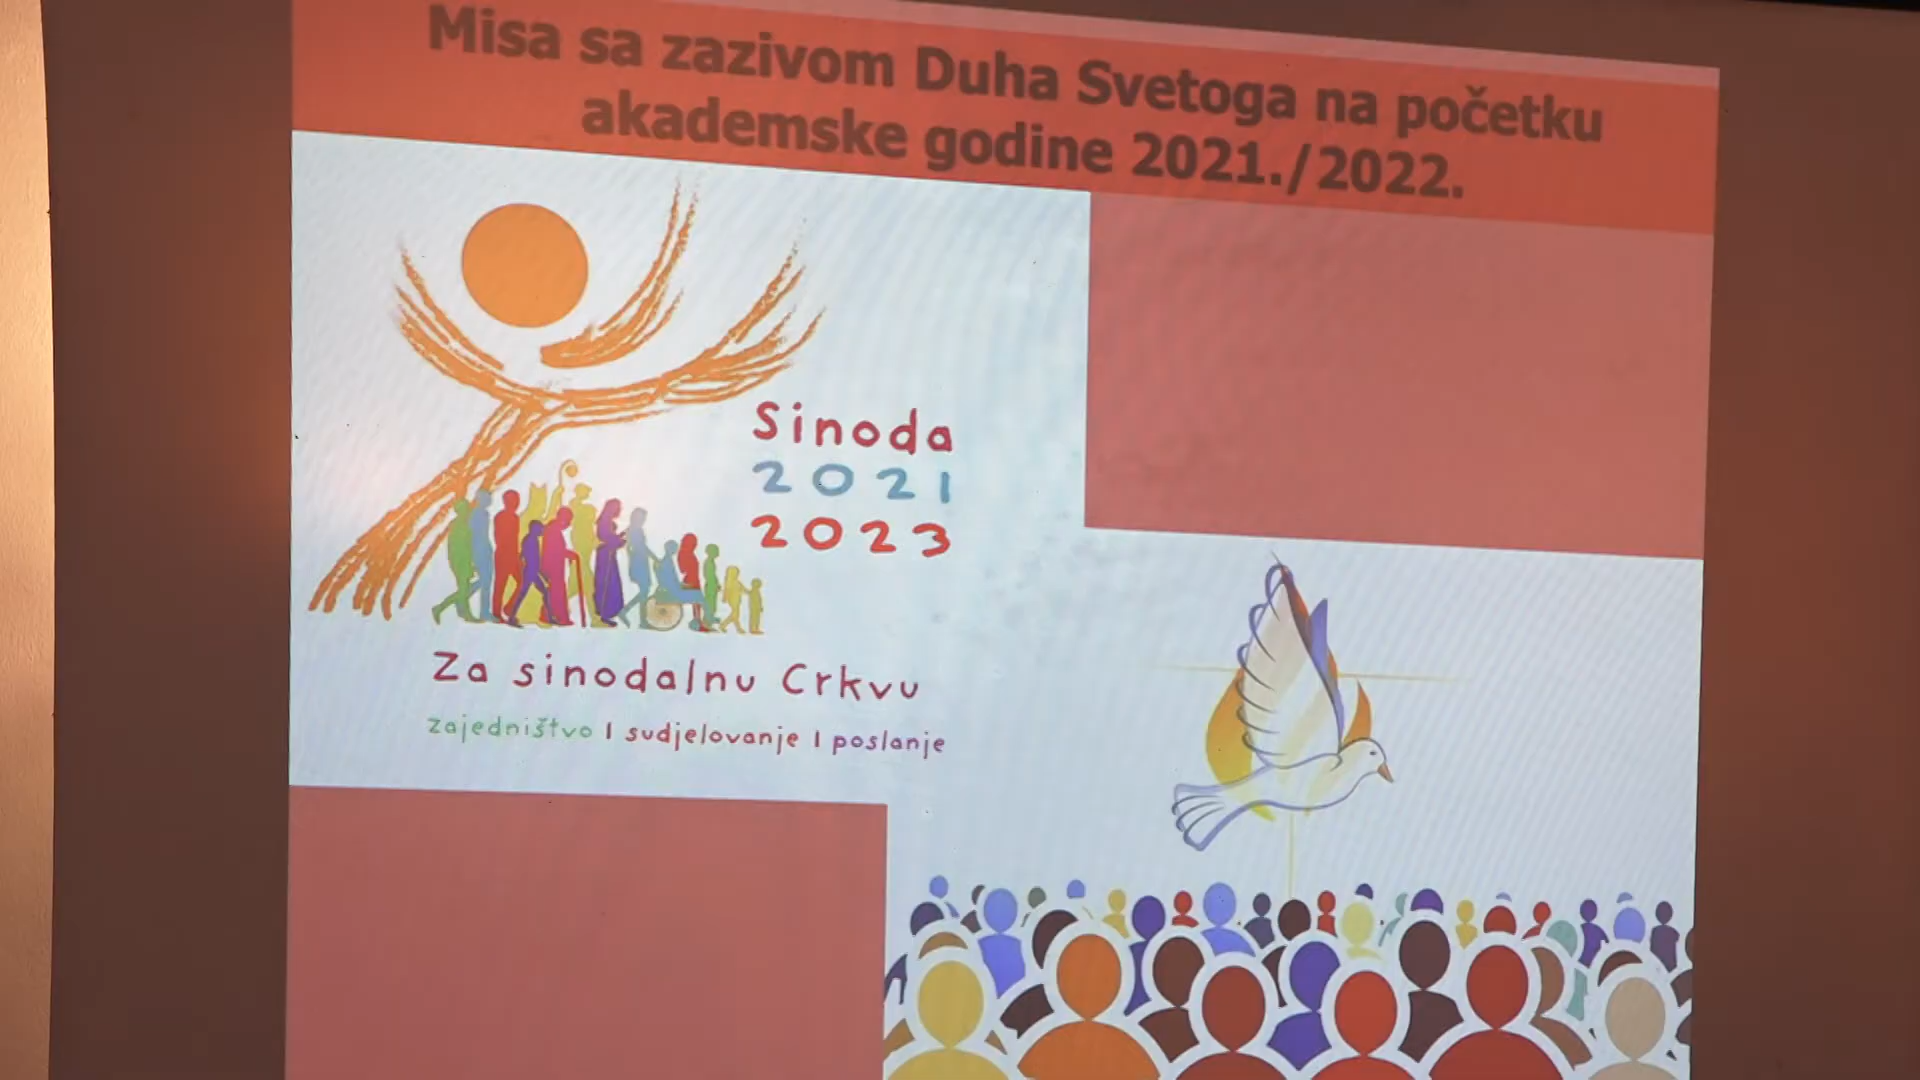 Misa sa zazivom Duha Svetoga na početku
akademske godine 2021./2022.
Sinoda
2021
2023
Za sinodalnu Crkvu
zajedništvo I sudjelovanje I poslanje